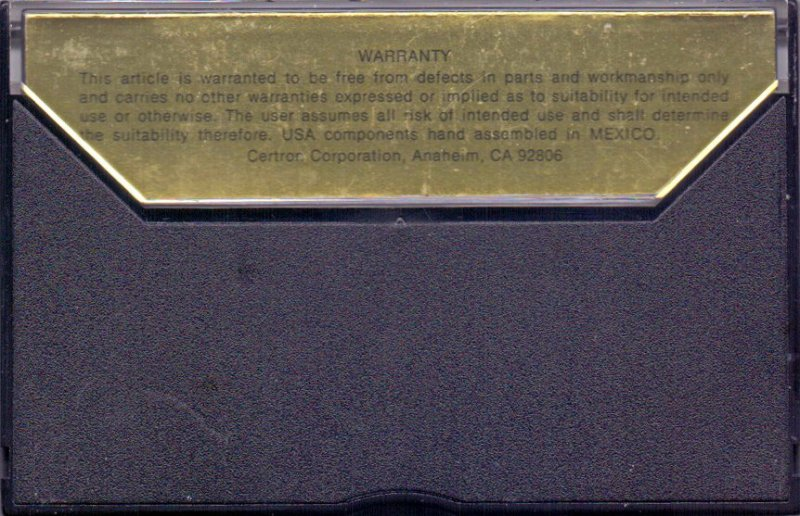 WARRANTY
This article is warranted to be free from defects in parts and workmanship only
and carries no other warranties expressed or implied as to suitability for intended
use or otherwise. The user assumes all risk of intended use and shall determine
the suitability therefore. USA components hand assembled in MEXICO.
Certron Corporation, Anaheim, CA 92806